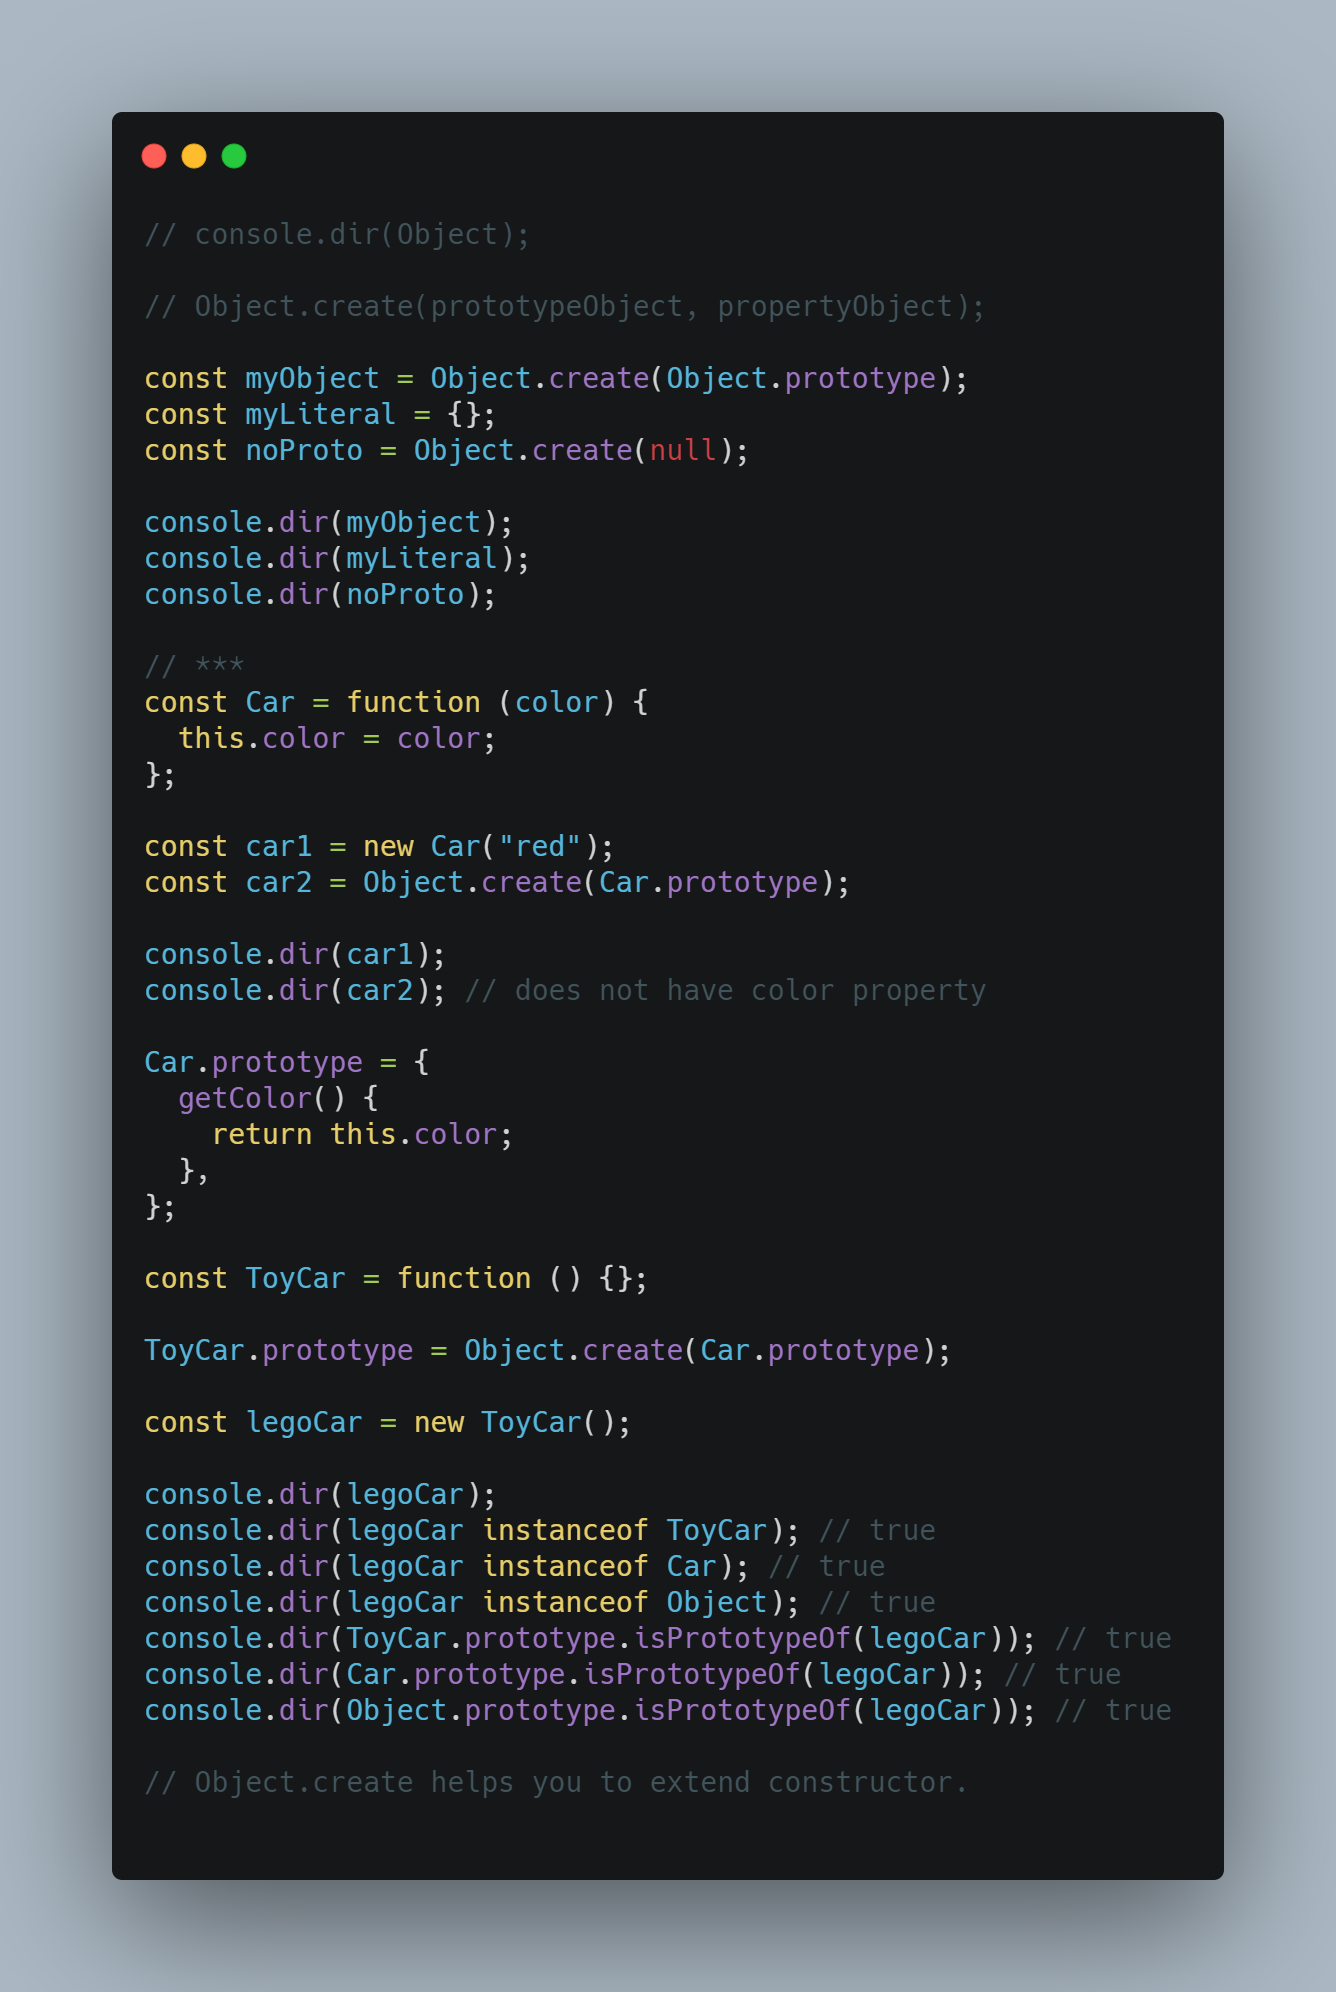 // console.dir(Object);
// Object.create(prototypeObject, propertyObject);
const myObject = Object.create(Object.prototype);
const myLiteral = {};
const noProto = Object.create(null);
console.dir(myObject);
console.dir(myLiteral);
console.dir(noProto);
// ***
const Car = function (color) {
  this.color = color;
};
const car1 = new Car("red");
const car2 = Object.create(Car.prototype);
console.dir(car1);
console.dir(car2); // does not have color property
Car.prototype = {
  getColor() {
    return this.color;
  },
};
const ToyCar = function () {};
ToyCar.prototype = Object.create(Car.prototype);
const legoCar = new ToyCar();
console.dir(legoCar);
console.dir(legoCar instanceof ToyCar); // true
console.dir(legoCar instanceof Car); // true
console.dir(legoCar instanceof Object); // true
console.dir(ToyCar.prototype.isPrototypeOf(legoCar)); // true
console.dir(Car.prototype.isPrototypeOf(legoCar)); // true
console.dir(Object.prototype.isPrototypeOf(legoCar)); // true
// Object.create helps you to extend constructor.